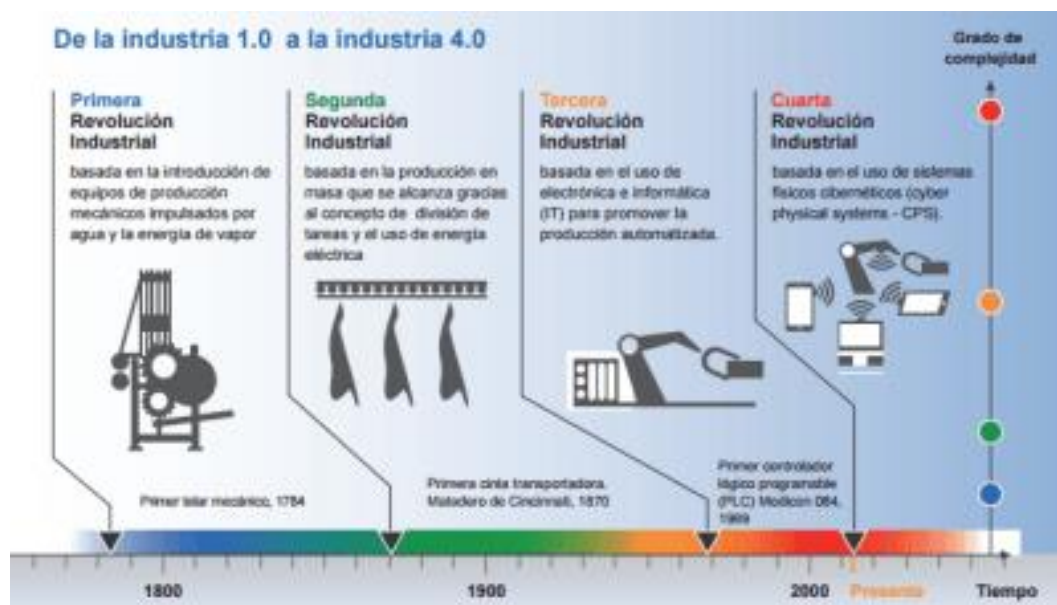 De la industria 1.0 a la industria 4.0
Grado de
complejidad
Primera
Revolución
Industrial
basada en la introducción de
equipos de producción
mecánicos impulsados por
agua y la energía de vapor
Segunda
Revolución
Industrial
basada en la producción en
masa que se alcanza gracias
al concepto de división de
tareas y el uso de energía
eléctrica
Tercera
Revolución
Industrial
basada en el uso de
electrónica e informática
(IT) para promover la
producción automatizada.
Cuarta
Revolución
Industrial
basada en el uso de sistemas
físicos cibernéticos (cyber
physical systems - CPS).
Primer telar mecánico, 1784
Primera cinta transportadora.
Matadero de Cincinnati, 1870
Primer controlador
lógico programable
(PLC) Modicon 084,
1969
1800
1900
2000
Presente
Tiempo